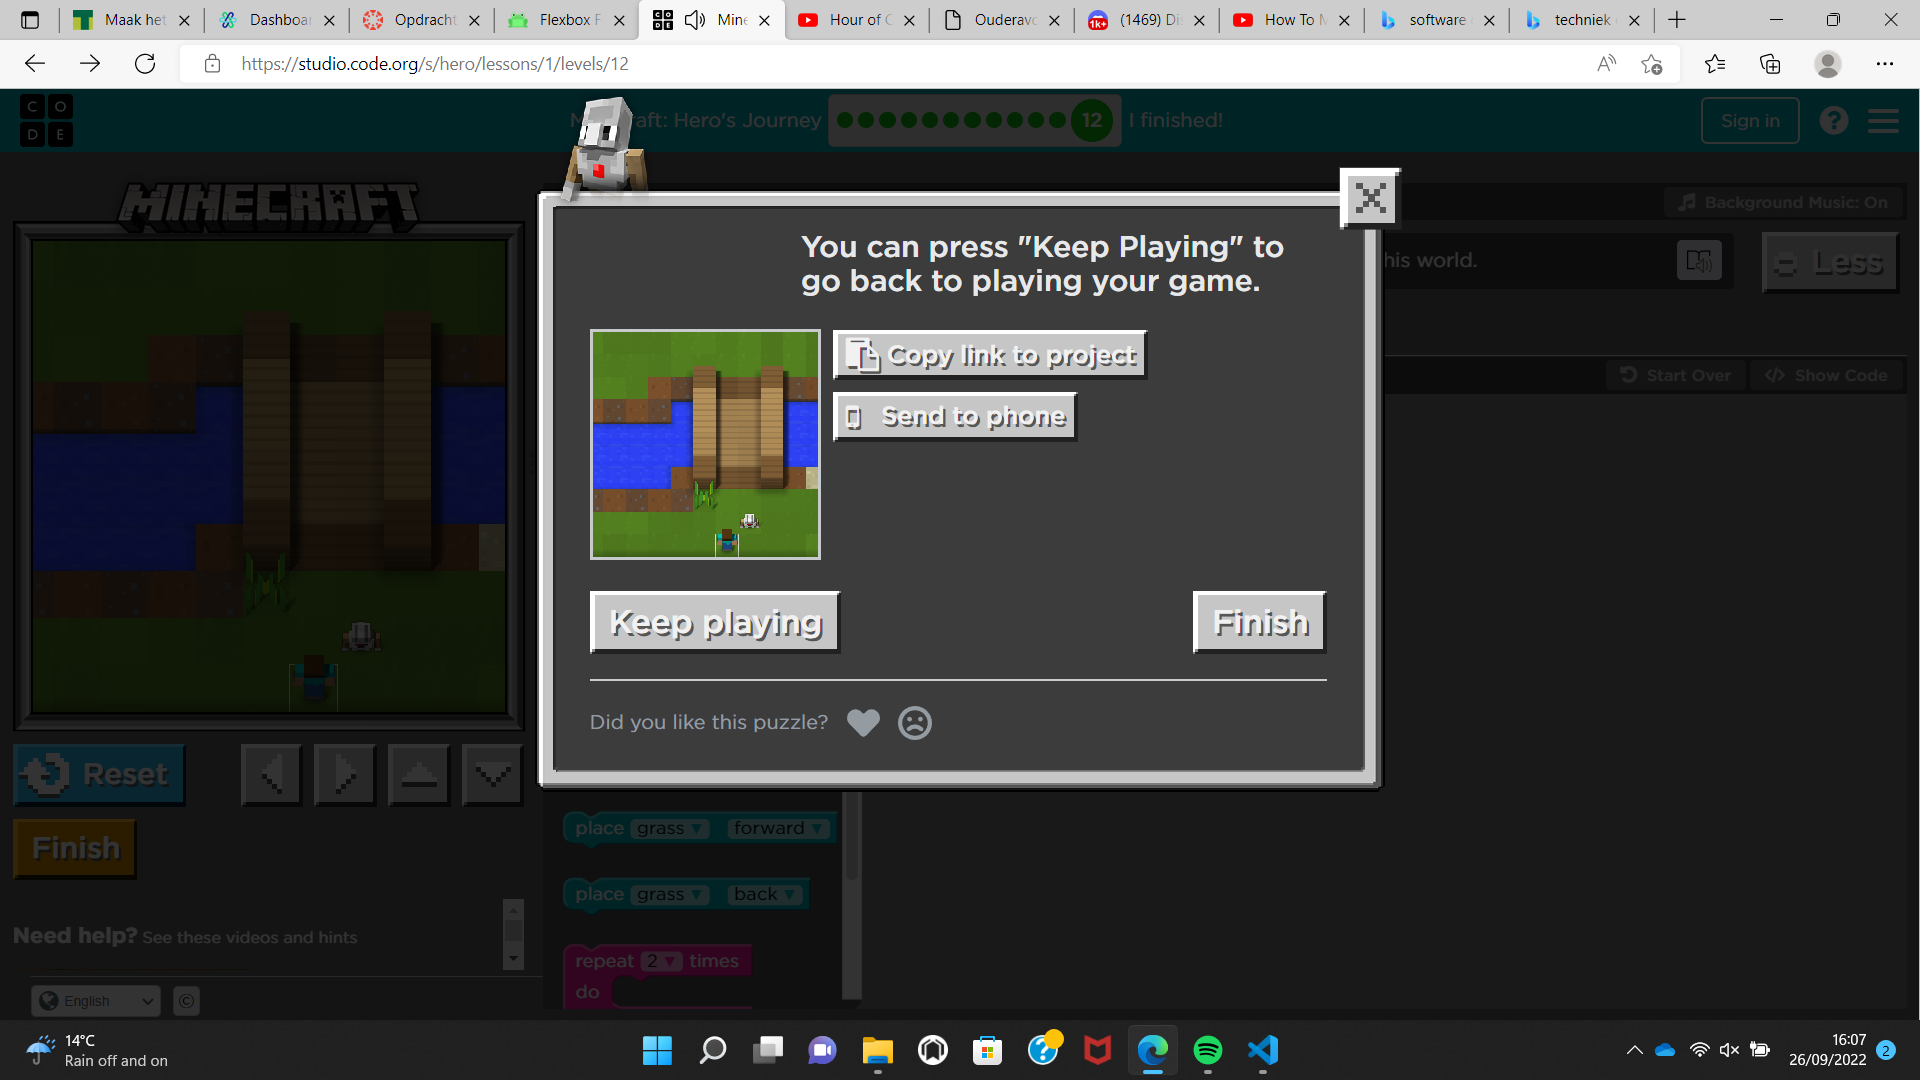 Maak het
Dashboar
Opdracht
Flexbox F
Mine
Hour of C
Ouderavo
(1469) Di
How To M
software
techniek
https://studio.code.org/s/hero/lessons/1/levels/12
C O
D E
Minecraft: Hero's Journey
12
I finished!
Sign in
MINECRAFT
Background Music: On
his world.
Less
Start Over
Show Code
You can press "Keep Playing" to
go back to playing your game.
Copy link to project
Send to phone
Keep playing
Finish
Did you like this puzzle?
Reset
Finish
place grass forward
place grass back
repeat 2 times
do
Need help? See these videos and hints
English
©
14°C
Rain off and on
16:07
26/09/2022
2